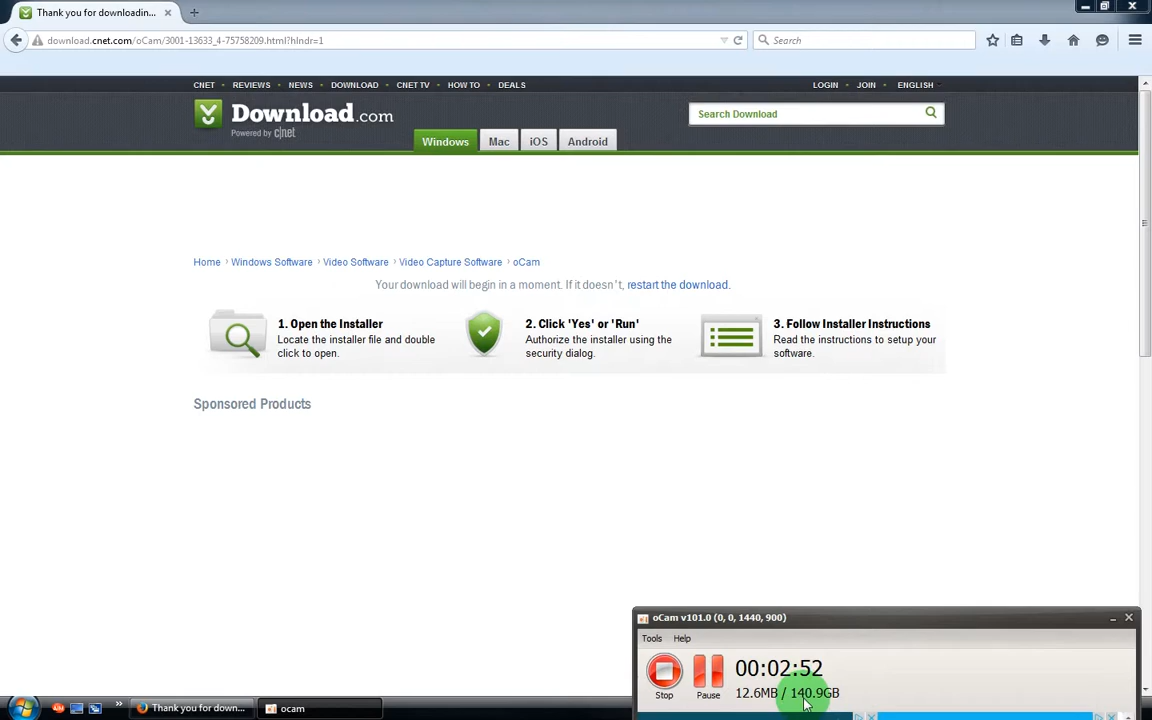 Thank you for downloadin...
download.cnet.com/oCam/3001-13633_4-75758209.html?hlndr=1
Search
CNET REVIEWS NEWS DOWNLOAD CNET TV HOW TO DEALS
LOGIN JOIN ENGLISH
Download.com
Powered by c|net
Search Download
Windows Mac iOS Android
Home › Windows Software › Video Software › Video Capture Software › oCam
Your download will begin in a moment. If it doesn't, restart the download.
1. Open the Installer
Locate the installer file and double
click to open.
2. Click 'Yes' or 'Run'
Authorize the installer using the
security dialog.
3. Follow Installer Instructions
Read the instructions to setup your
software.
Sponsored Products
oCam v101.0 (0, 0, 1440, 900)
Tools Help
00:02:52
12.6MB / 140.9GB
Stop Pause
Thank you for down...
ocam